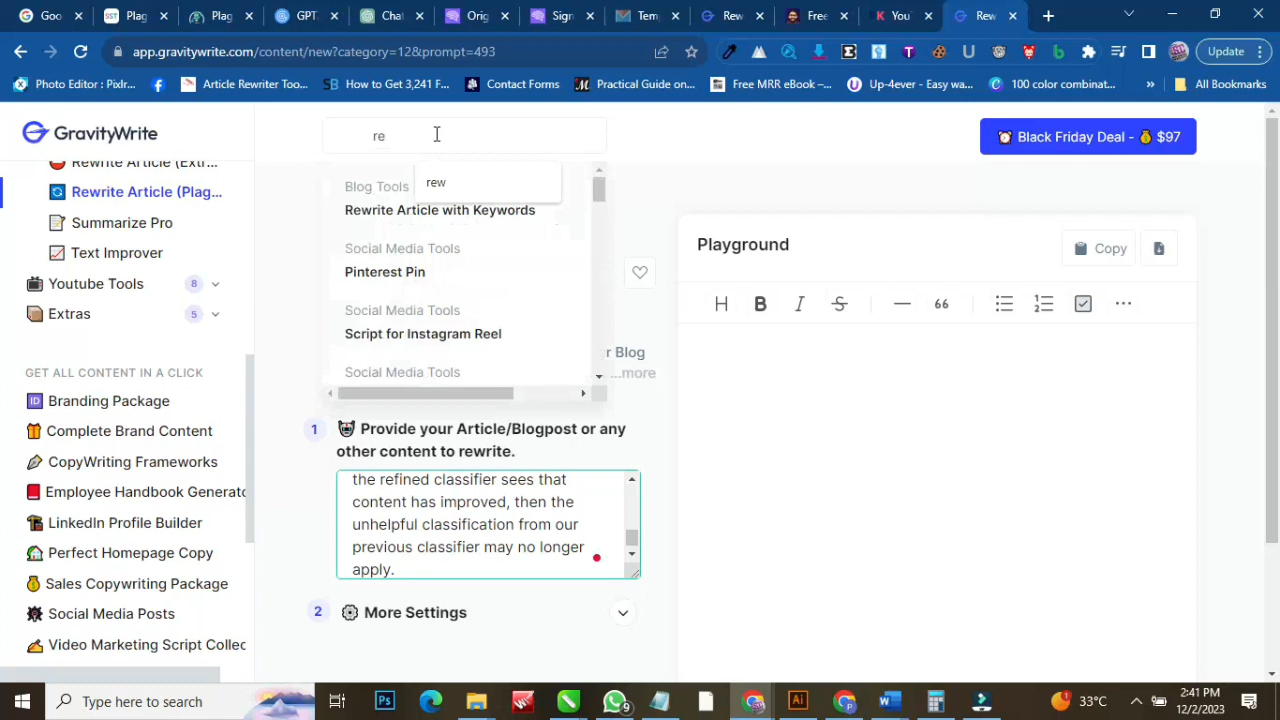 Goo
Plag
Plag
GPT
Chat
Orig
Sign
Temp
Rew
Free
You
Rew
app.gravitywrite.com/content/new?category=12&prompt=493
Update
Photo Editor : Pixlr...
Article Rewriter Too...
How to Get 3,241 F...
Contact Forms
Practical Guide on...
Free MRR eBook –...
Up-4ever - Easy wa...
100 color combinat...
All Bookmarks
GravityWrite
re
Black Friday Deal - 💰 $97
Rewrite Article (Extr...
Rewrite Article (Plag...
Summarize Pro
Text Improver
Youtube Tools 8
Extras 5
GET ALL CONTENT IN A CLICK
Branding Package
Complete Brand Content
CopyWriting Frameworks
Employee Handbook Generato
LinkedIn Profile Builder
Perfect Homepage Copy
Sales Copywriting Package
Social Media Posts
Video Marketing Script Collec
rew
Blog Tools
Rewrite Article with Keywords
Social Media Tools
Pinterest Pin
Social Media Tools
Script for Instagram Reel
Social Media Tools
r Blog
...more
1 Provide your Article/Blogpost or any
other content to rewrite.
the refined classifier sees that
content has improved, then the
unhelpful classification from our
previous classifier may no longer
apply.
2 More Settings
Playground
Copy
H B I S 66
Type here to search
9
33°C
2:41 PM
12/2/2023